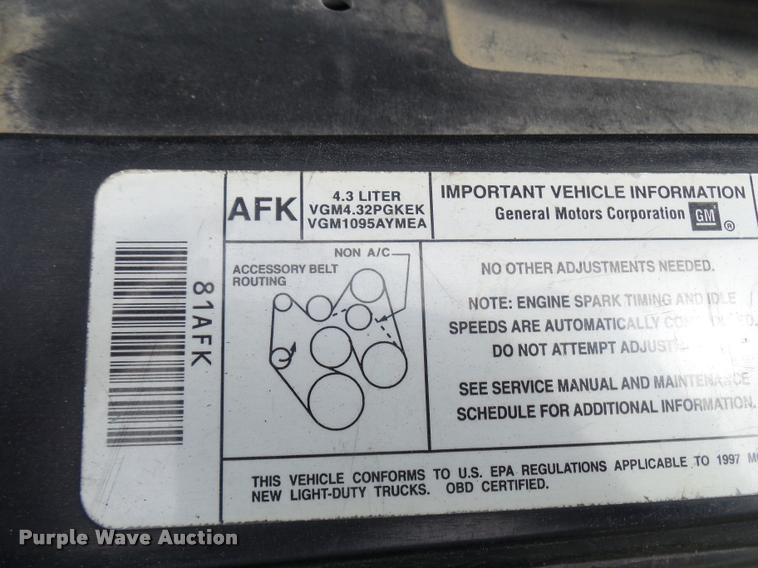 81AFK
AFK
4.3 LITER
VGM4.32PGKEK
VGM1095AYMEA
IMPORTANT VEHICLE INFORMATION
General Motors Corporation GM ®
NON A/C
ACCESSORY BELT
ROUTING
NO OTHER ADJUSTMENTS NEEDED.
NOTE: ENGINE SPARK TIMING AND IDLE
SPEEDS ARE AUTOMATICALLY
DO NOT ATTEMPT
SEE SERVICE MANUAL AND MAINTENANCE
SCHEDULE FOR ADDITIONAL INFORMATION.
THIS VEHICLE CONFORMS TO U.S. EPA REGULATIONS APPLICABLE TO 1997
NEW LIGHT-DUTY TRUCKS. OBD CERTIFIED.
Purple Wave Auction